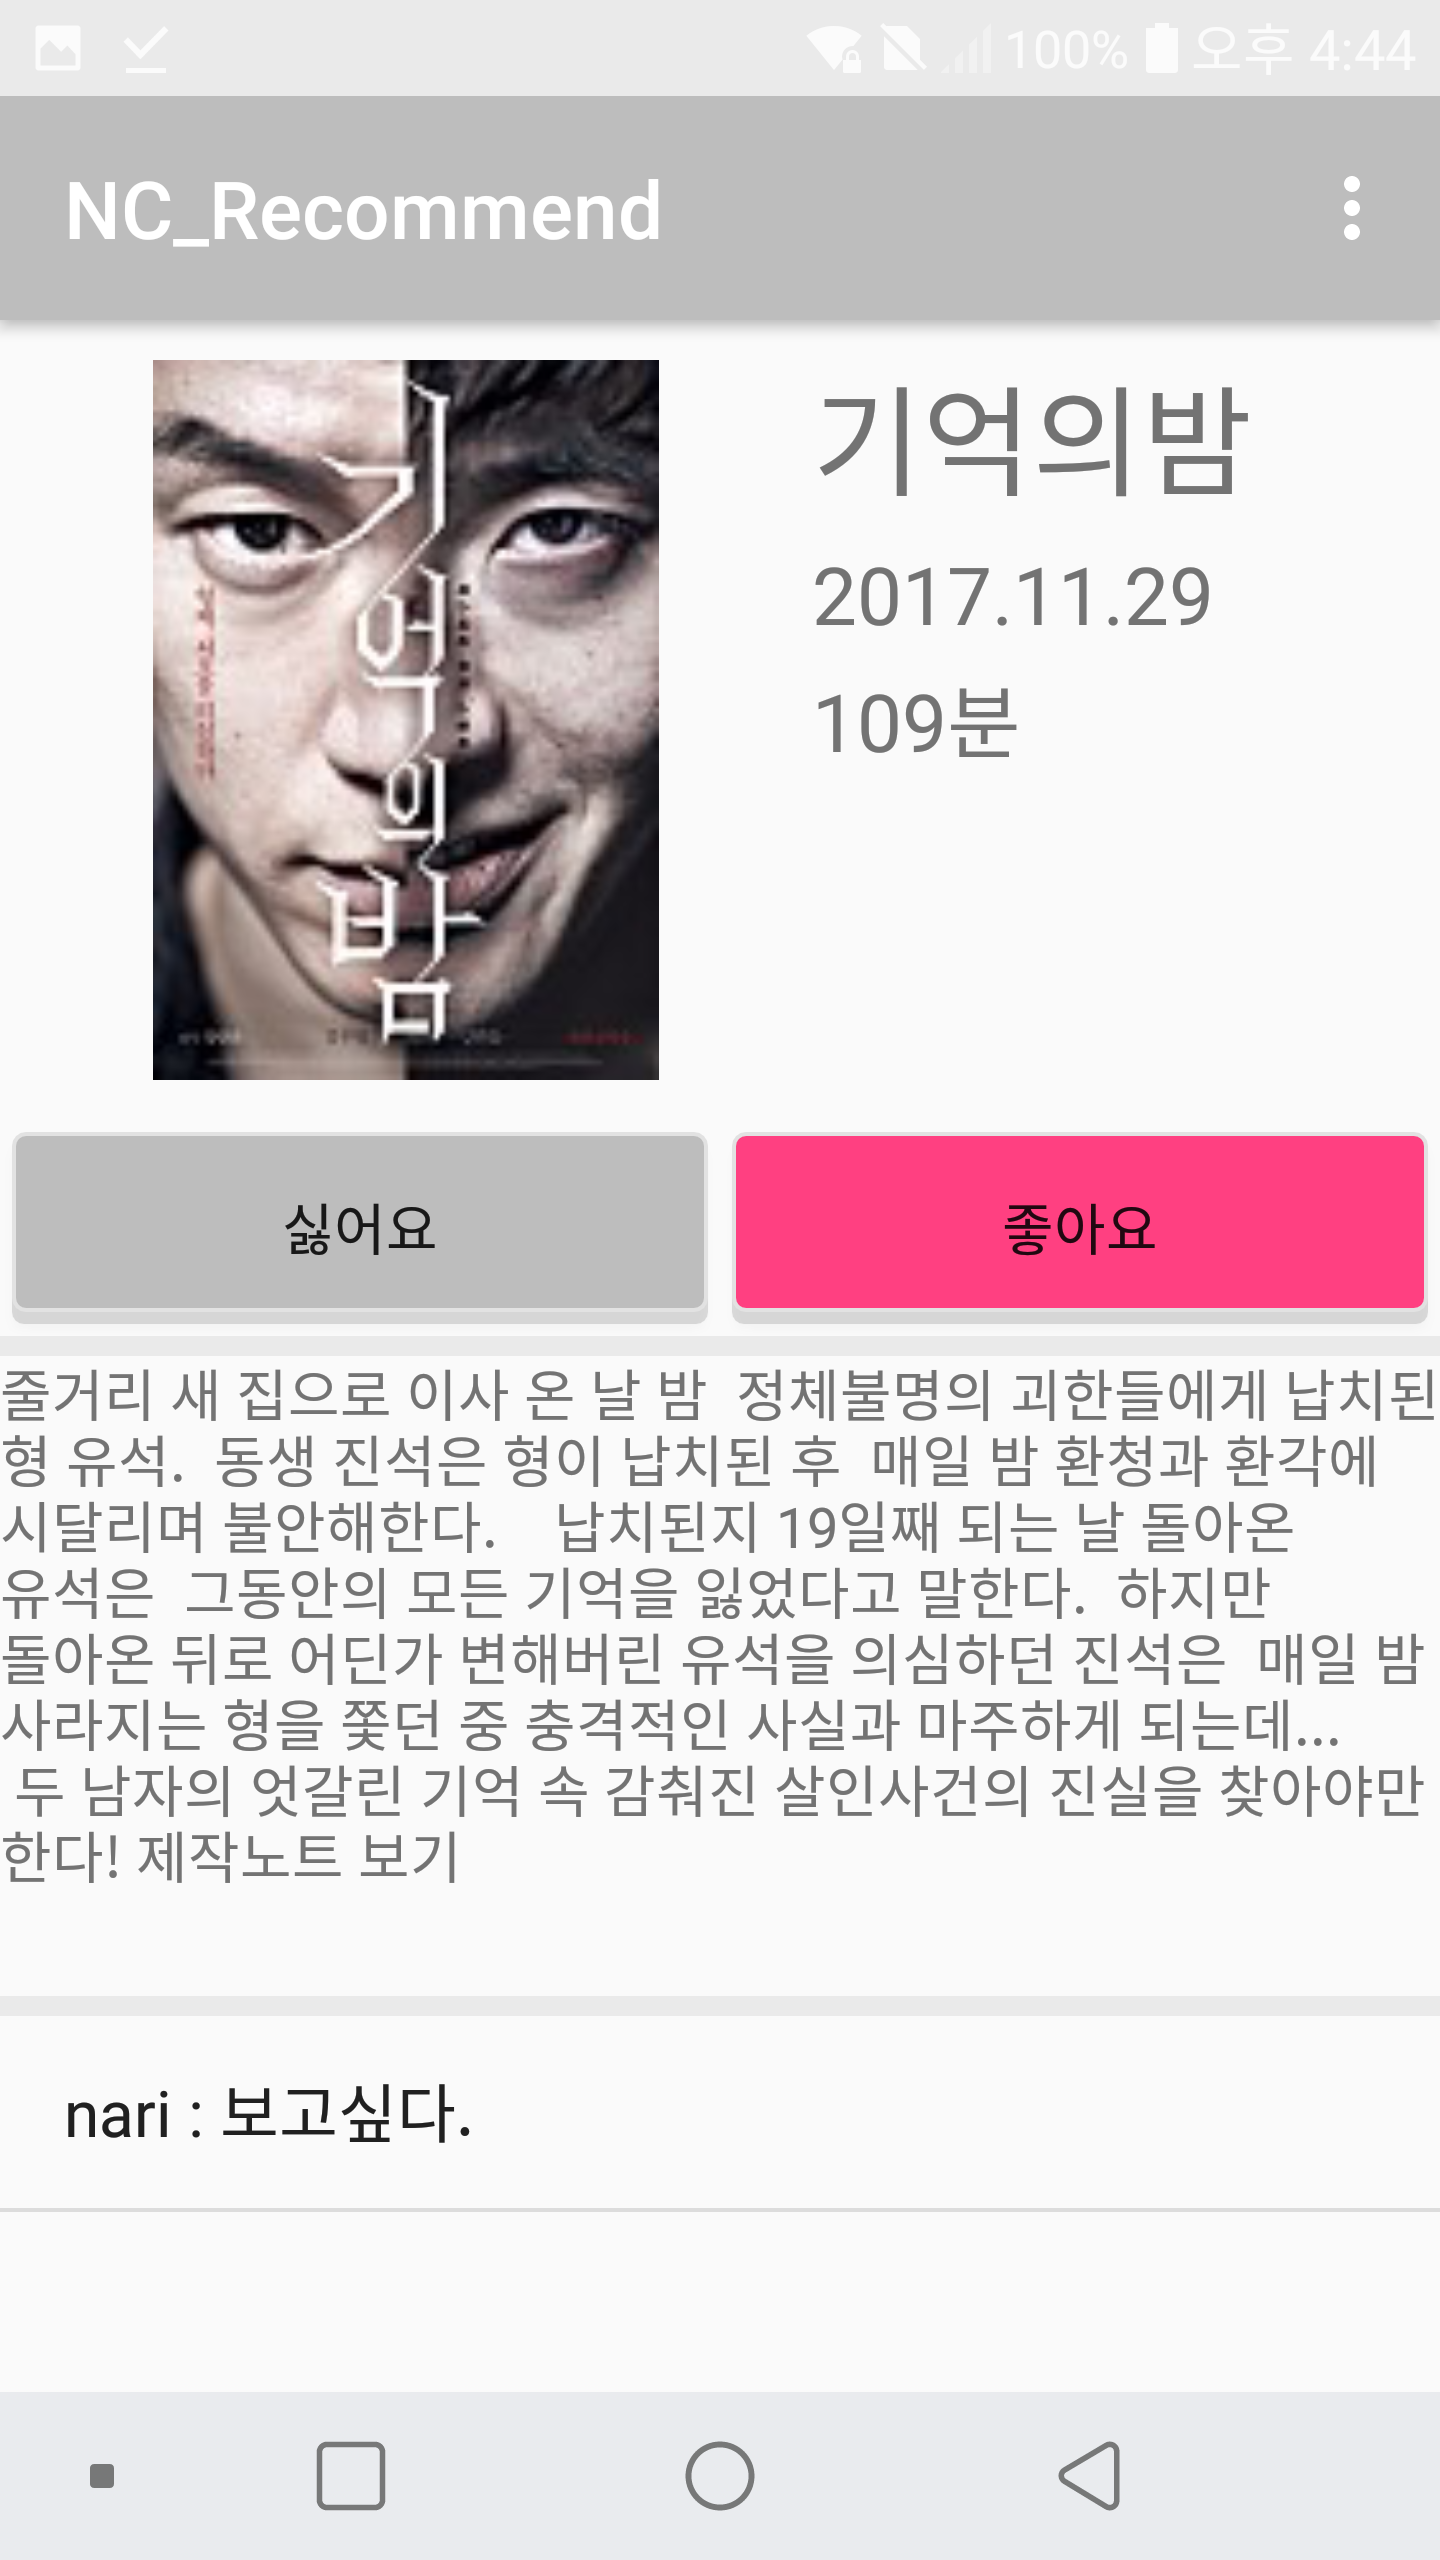 100% 오후 4:44
NC_Recommend
기억의밤
기억의밤
2017.11.29
109분
싫어요
좋아요
줄거리 새 집으로 이사 온 날 밤  정체불명의 괴한들에게 납치된
형 유석.  동생 진석은 형이 납치된 후  매일 밤 환청과 환각에
시달리며 불안해한다.    납치된지 19일째 되는 날 돌아온
유석은  그동안의 모든 기억을 잃었다고 말한다.  하지만
돌아온 뒤로 어딘가 변해버린 유석을 의심하던 진석은  매일 밤
사라지는 형을 쫓던 중 충격적인 사실과 마주하게 되는데...
두 남자의 엇갈린 기억 속 감춰진 살인사건의 진실을 찾아야만
한다! 제작노트 보기
nari : 보고싶다.